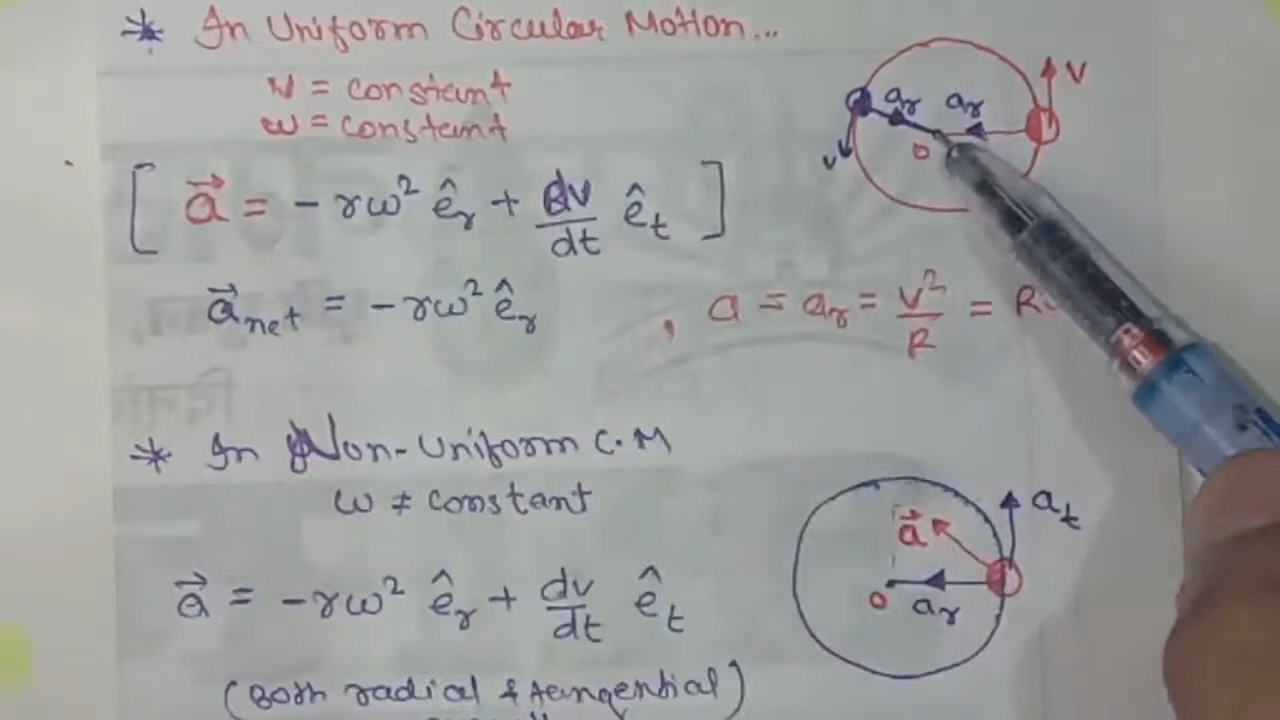 * In Uniform Circular Motion...
v = constant
ω = constant
[ a⃗ = - rω² ê_r + dv/dt ê_t ]
a⃗_net = - rω² ê_r , a = a_r = v²/R = R
* In Non-Uniform C.M
ω ≠ constant
a⃗ = - rω² ê_r + dv/dt ê_t
(Both radial & tangential)
a_r a_r v
v o
a_t
a⃗
o a_r